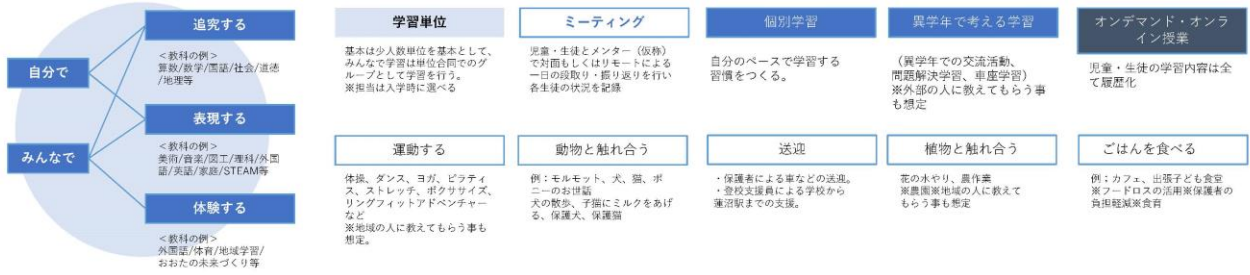 自分で
みんなで
追究する
＜教科の例＞
算数/数学/国語/社会/道徳
/地理等
表現する
＜教科の例＞
美術/音楽/図工/理科/外国
語/英語/家庭/STEAM等
体験する
＜教科の例＞
外国語/体育/地域学習/
おおたの未来づくり等
学習単位
基本は少人数単位を基本として、
みんなで学習は単位合同でのグ
ループとして学習を行う。
※担当は入学時に選べる
ミーティング
児童・生徒とメンター（仮称）
で対面もしくはリモートによる
一日の段取り・振り返りを行い
各生徒の状況を記録
個別学習
自分のペースで学習する
習慣をつくる。
異学年で考える学習
（異学年での交流活動、
問題解決学習、車座学習）
※外部の人に教えてもらう事
も想定
オンデマンド・オンラ
イン授業
児童・生徒の学習内容は全
て履歴化
運動する
体操、ダンス、ヨガ、ピラティ
ス、ストレッチ、ボクササイズ、
リングフィットアドベンチャー
など
※地域の人に教えてもらう事も
想定。
動物と触れ合う
例：モルモット、犬、猫、ポ
ニーのお世話
犬の散歩、子猫にミルクをあげ
る、保護犬、保護猫
送迎
・保護者による車などの送迎。
・登校支援員による学校から
蓮沼駅までの支援。
植物と触れ合う
花の水やり、農作業
※農園※地域の人に教えて
もらう事も想定
ごはんを食べる
例；カフェ、出張子ども食堂
※フードロスの活用※保護者の
負担軽減※食育